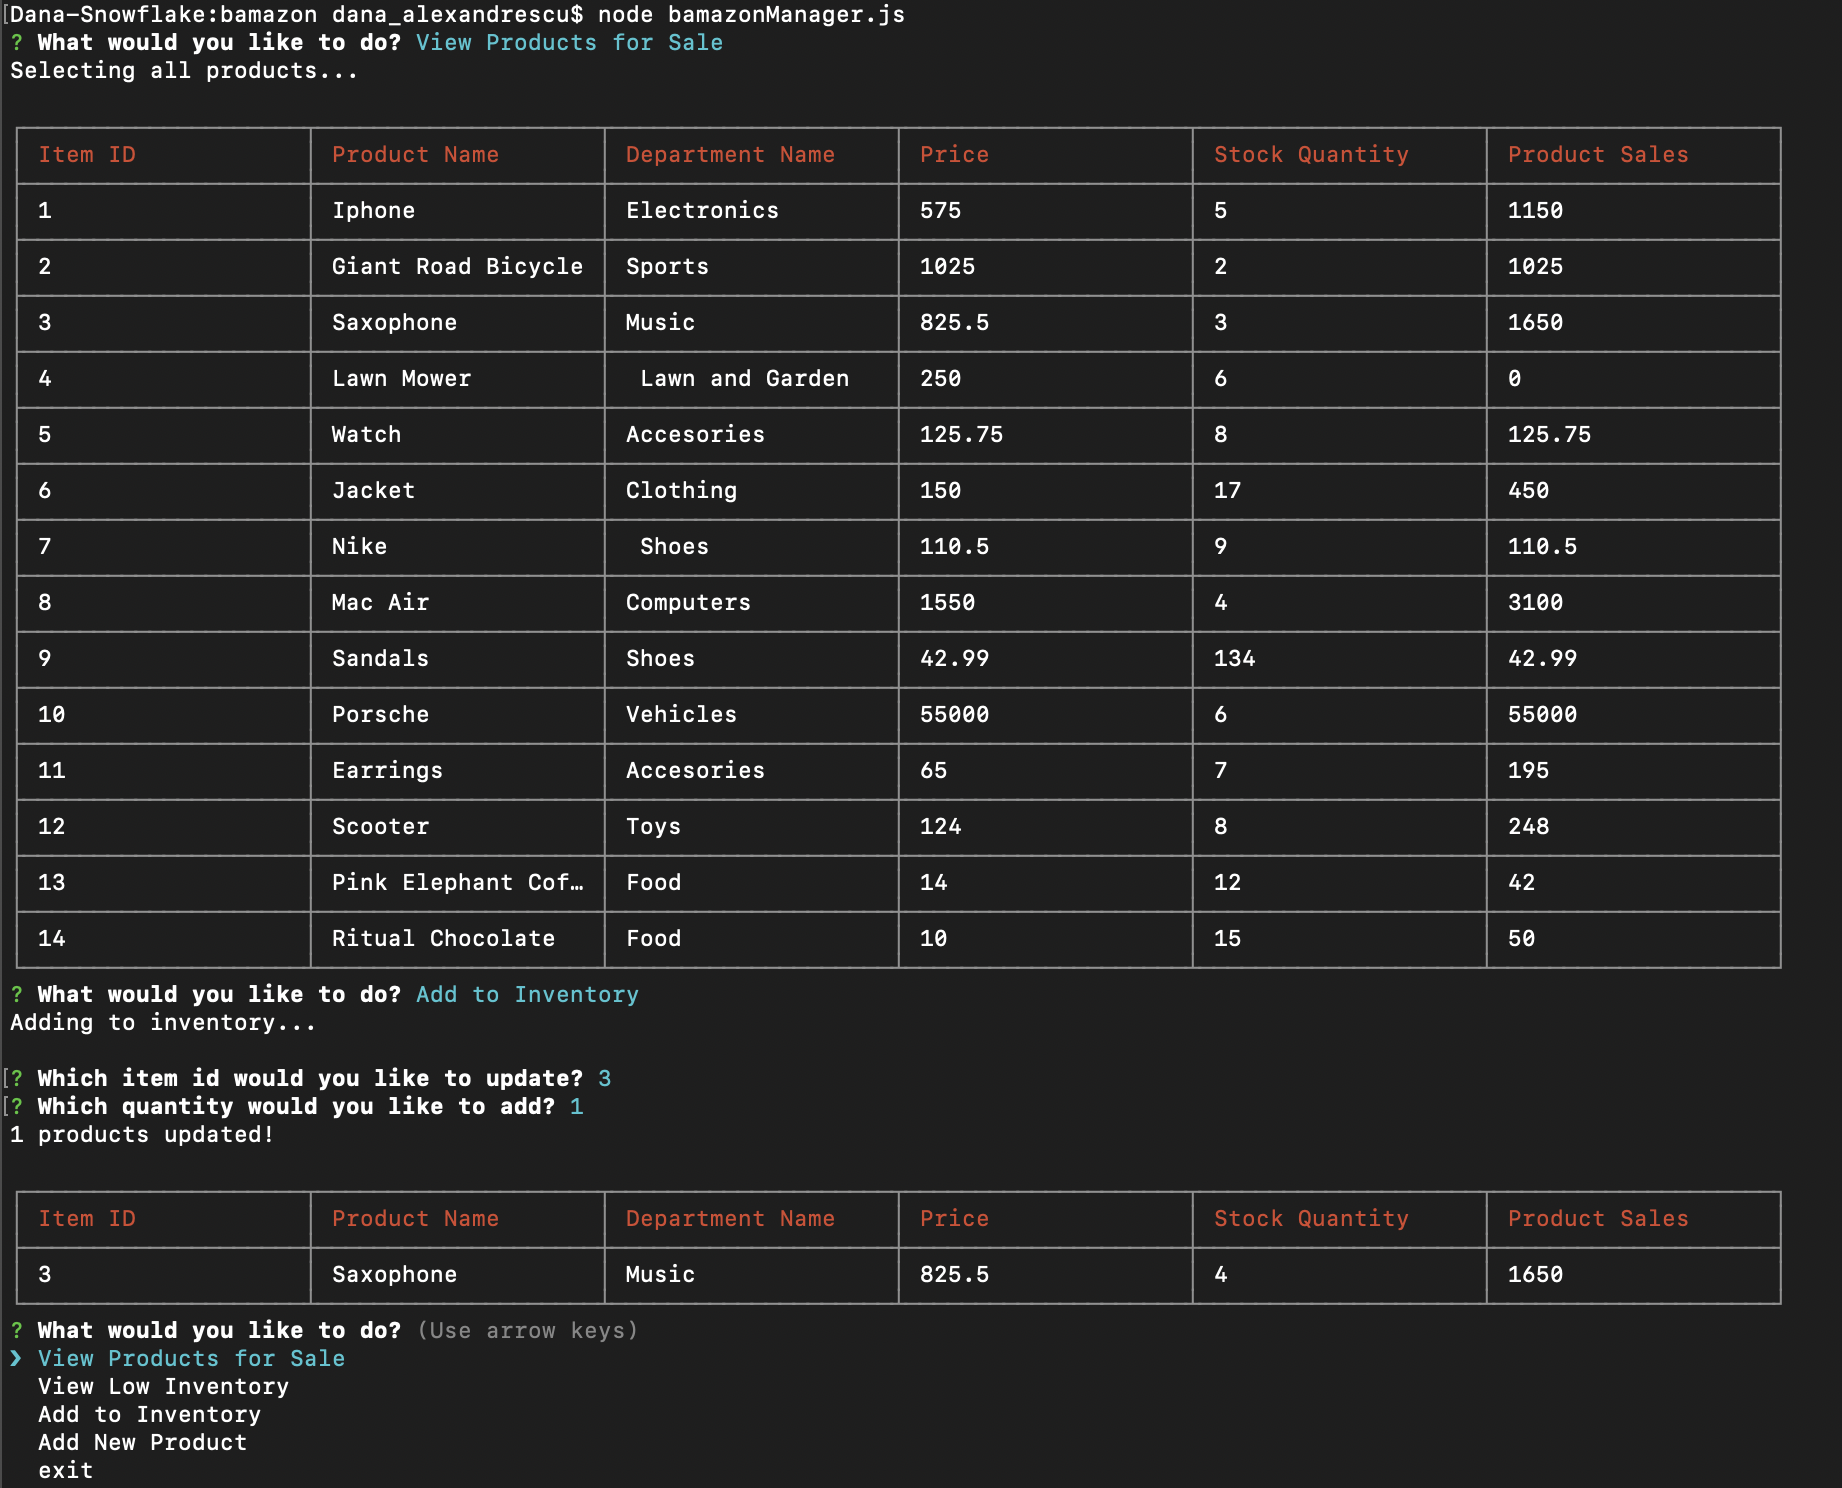 [Dana-Snowflake:bamazon dana_alexandrescu$ node bamazonManager.js
? What would you like to do? View Products for Sale
Selecting all products...
Item ID Product Name Department Name Price Stock Quantity Product Sales
1 Iphone Electronics 575 5 1150
2 Giant Road Bicycle Sports 1025 2 1025
3 Saxophone Music 825.5 3 1650
4 Lawn Mower Lawn and Garden 250 6 0
5 Watch Accesories 125.75 8 125.75
6 Jacket Clothing 150 17 450
7 Nike Shoes 110.5 9 110.5
8 Mac Air Computers 1550 4 3100
9 Sandals Shoes 42.99 134 42.99
10 Porsche Vehicles 55000 6 55000
11 Earrings Accesories 65 7 195
12 Scooter Toys 124 8 248
13 Pink Elephant Cof… Food 14 12 42
14 Ritual Chocolate Food 10 15 50
? What would you like to do? Add to Inventory
Adding to inventory...
[? Which item id would you like to update? 3
[? Which quantity would you like to add? 1
1 products updated!
Item ID Product Name Department Name Price Stock Quantity Product Sales
3 Saxophone Music 825.5 4 1650
? What would you like to do? (Use arrow keys)
❯ View Products for Sale
View Low Inventory
Add to Inventory
Add New Product
exit